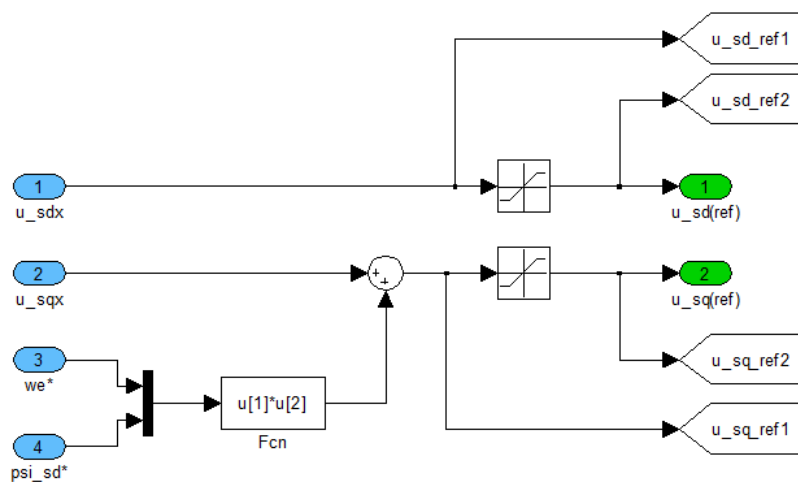 u_sd_ref1
u_sd_ref2
1
u_sdx
1
u_sd(ref)
2
u_sqx
+
+
2
u_sq(ref)
3
we*
u[1]*u[2]
Fcn
u_sq_ref2
4
psi_sd*
u_sq_ref1